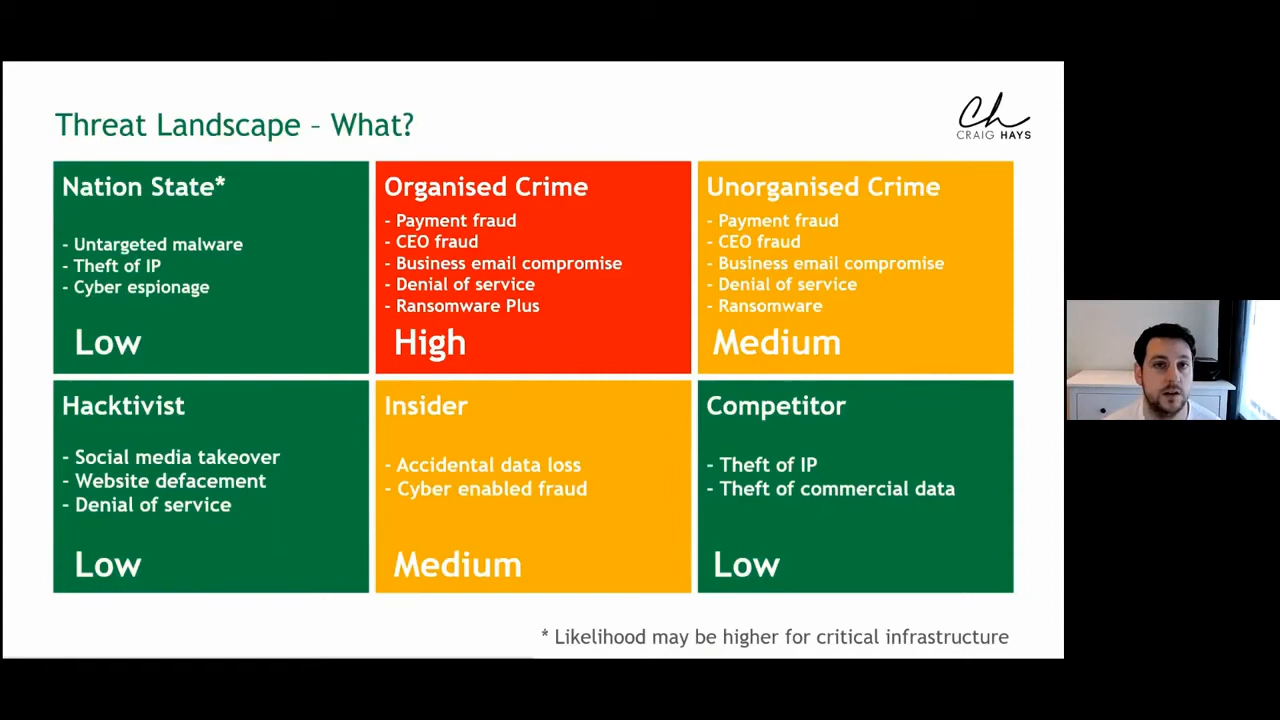 Threat Landscape – What?
Ch
CRAIG HAYS
Nation State*
- Untargeted malware
- Theft of IP
- Cyber espionage
Low
Organised Crime
- Payment fraud
- CEO fraud
- Business email compromise
- Denial of service
- Ransomware Plus
High
Unorganised Crime
- Payment fraud
- CEO fraud
- Business email compromise
- Denial of service
- Ransomware
Medium
Hacktivist
- Social media takeover
- Website defacement
- Denial of service
Low
Insider
- Accidental data loss
- Cyber enabled fraud
Medium
Competitor
- Theft of IP
- Theft of commercial data
Low
* Likelihood may be higher for critical infrastructure